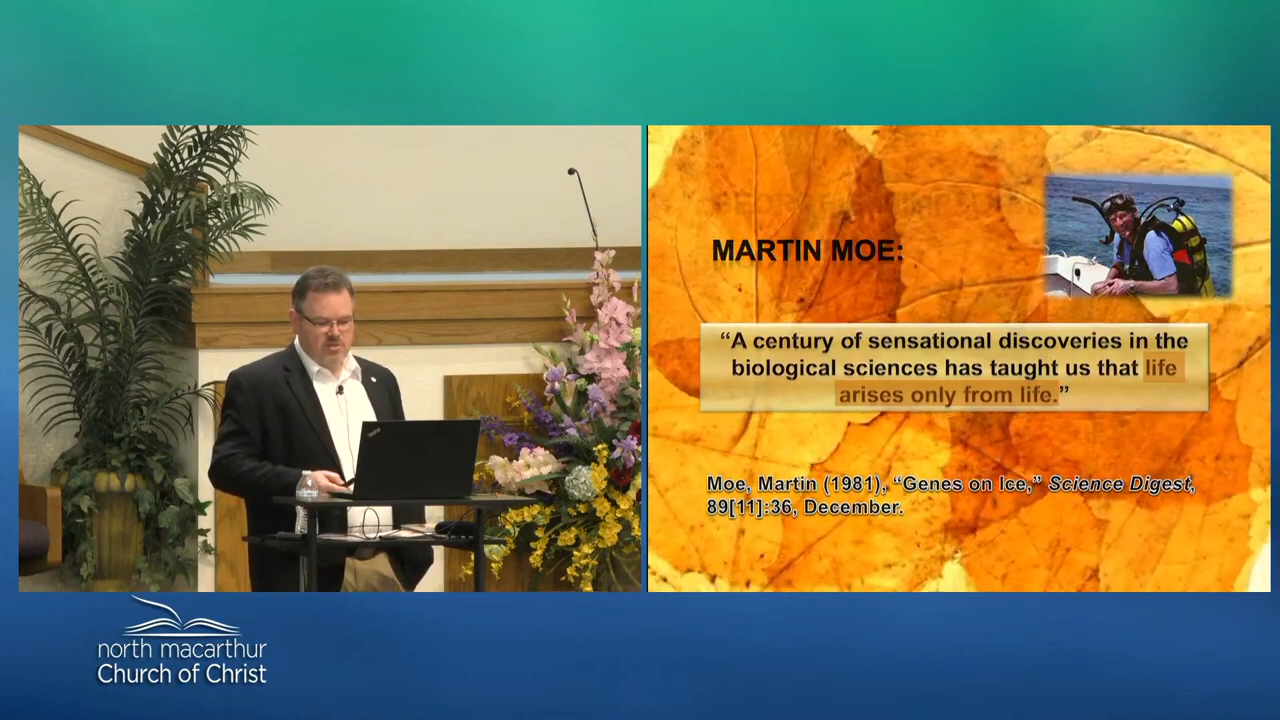 MARTIN MOE:
“A century of sensational discoveries in the
biological sciences has taught us that life
arises only from life.”
Moe, Martin (1981), “Genes on Ice,” Science Digest,
89[11]:36, December.
north macarthur
Church of Christ